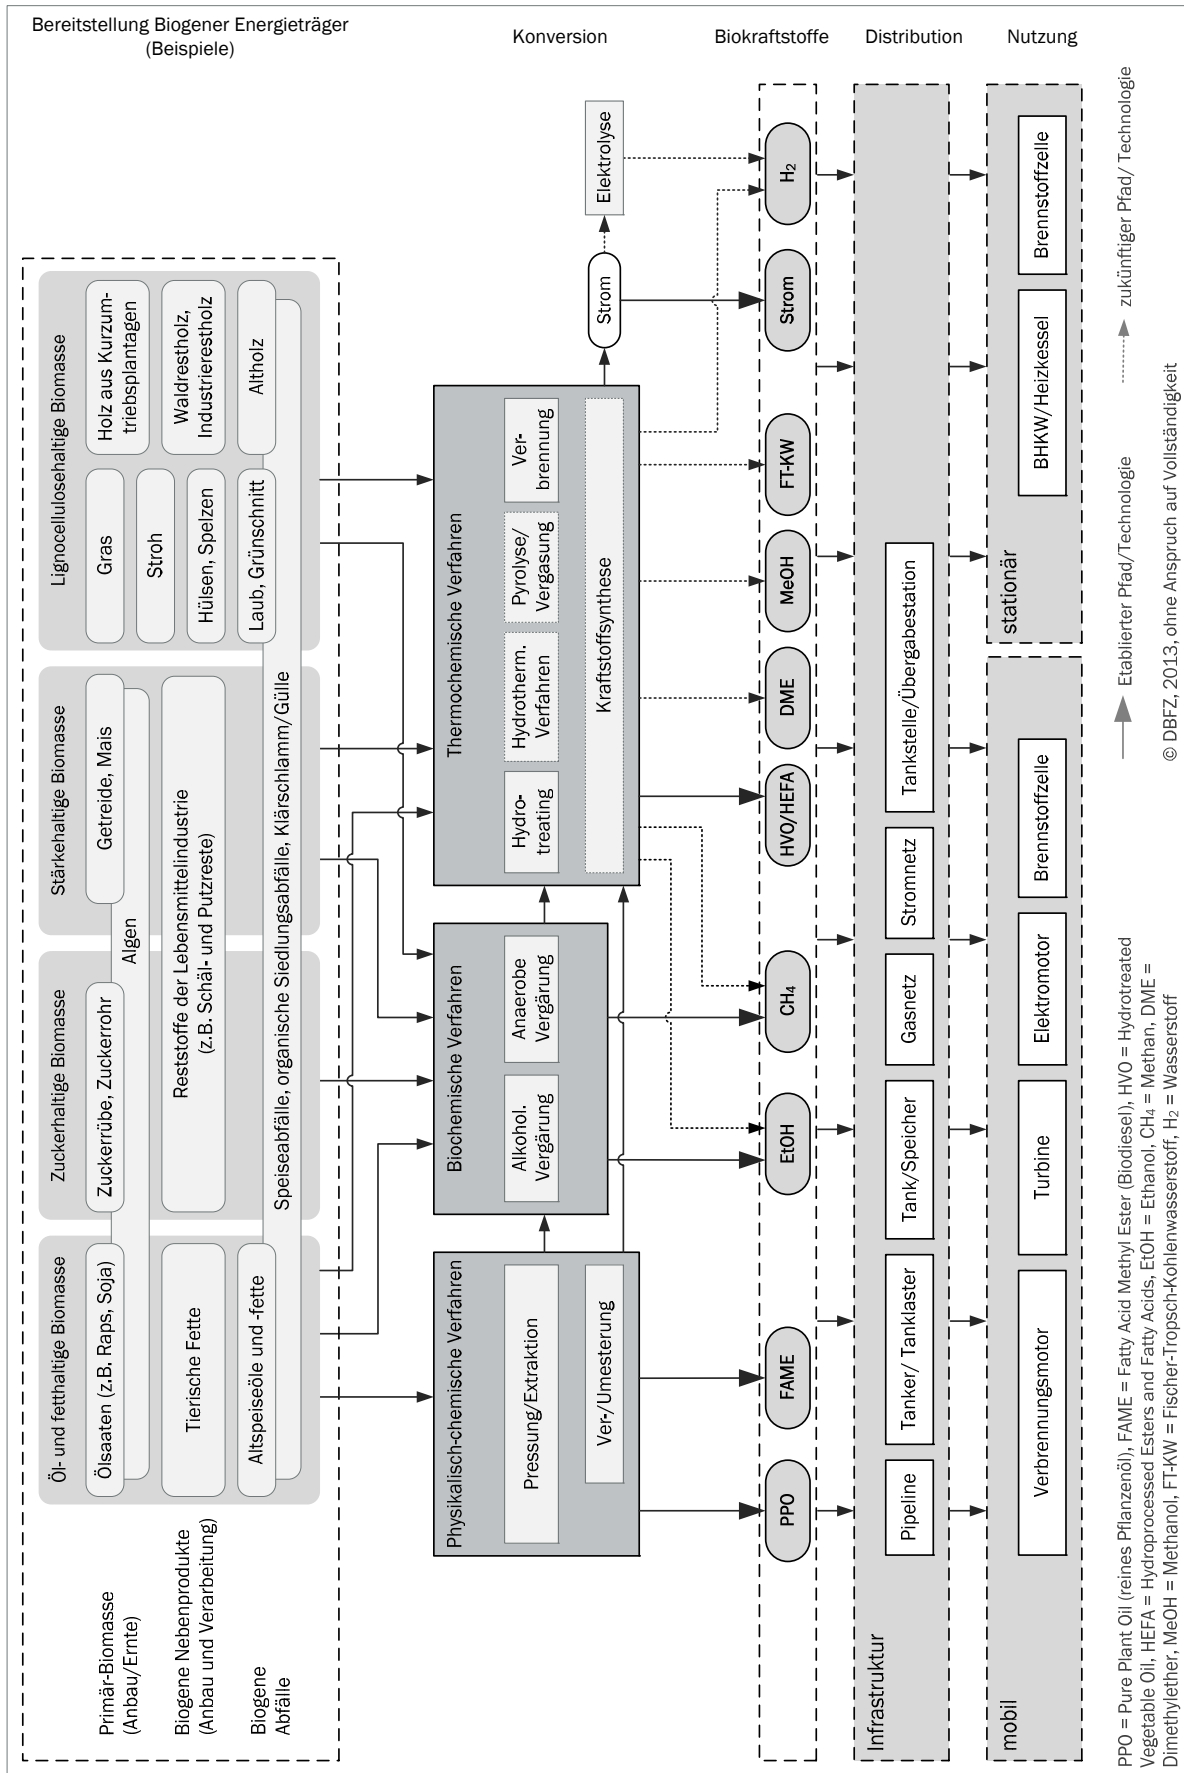 Bereitstellung Biogener Energieträger
(Beispiele)
Konversion
Biokraftstoffe
Distribution
Nutzung
Primär-Biomasse
(Anbau/Ernte)
Biogene Nebenprodukte
(Anbau und Verarbeitung)
Biogene
Abfälle
Öl- und fetthaltige Biomasse
Ölsaaten (z.B. Raps, Soja)
Tierische Fette
Altspeiseöle und -fette
Zuckerhaltige Biomasse
Zuckerrübe, Zuckerrohr
Algen
Reststoffe der Lebensmittelindustrie
(z.B. Schäl- und Putzreste)
Speiseabfälle, organische Siedlungsabfälle, Klärschlamm/Gülle
Stärkehaltige Biomasse
Getreide, Mais
Lignocellulosehaltige Biomasse
Gras
Stroh
Hülsen, Spelzen
Laub, Grünschnitt
Holz aus Kurzum-
triebsplantagen
Waldrestholz,
Industrierestholz
Altholz
Physikalisch-chemische Verfahren
Pressung/Extraktion
Ver-/Umesterung
Biochemische Verfahren
Alkohol.
Vergärung
Anaerobe
Vergärung
Thermochemische Verfahren
Hydro-
treating
Hydrotherm.
Verfahren
Pyrolyse/
Vergasung
Ver-
brennung
Kraftstoffsynthese
Strom
Elektrolyse
PPO
FAME
EtOH
CH4
HVO/HEFA
DME
MeOH
FT-KW
Strom
H2
Infrastruktur
Pipeline
Tanker/ Tanklaster
Tank/Speicher
Gasnetz
Stromnetz
Tankstelle/Übergabestation
mobil
Verbrennungsmotor
Turbine
Elektromotor
Brennstoffzelle
stationär
BHKW/Heizkessel
Brennstoffzelle
PPO = Pure Plant Oil (reines Pflanzenöl), FAME = Fatty Acid Methyl Ester (Biodiesel), HVO = Hydrotreated
Vegetable Oil, HEFA = Hydroprocessed Esters and Fatty Acids, EtOH = Ethanol, CH4 = Methan, DME =
Dimethylether, MeOH = Methanol, FT-KW = Fischer-Tropsch-Kohlenwasserstoff, H2 = Wasserstoff
Etablierter Pfad/Technologie
zukünftiger Pfad/ Technologie
© DBFZ, 2013, ohne Anspruch auf Vollständigkeit